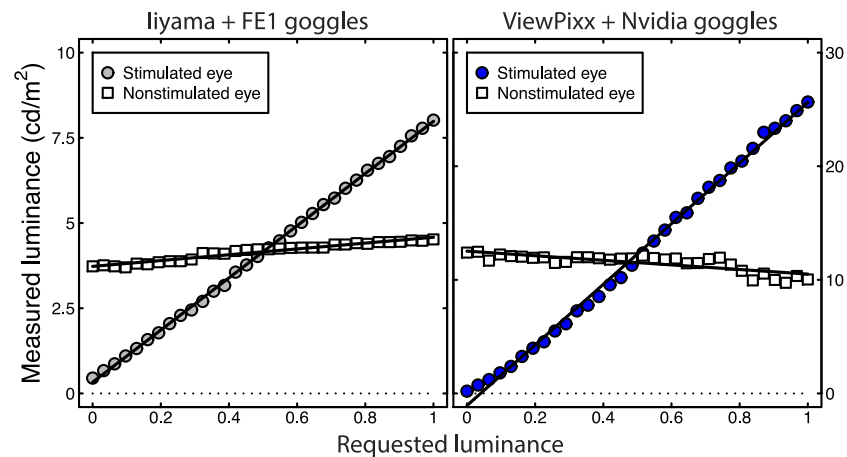 Iiyama + FE1 goggles
ViewPixx + Nvidia goggles
Measured luminance (cd/m²)
10
7.5
5
2.5
0
Stimulated eye
Nonstimulated eye
Stimulated eye
Nonstimulated eye
30
20
10
0
0 0.2 0.4 0.6 0.8 1
0 0.2 0.4 0.6 0.8 1
Requested luminance